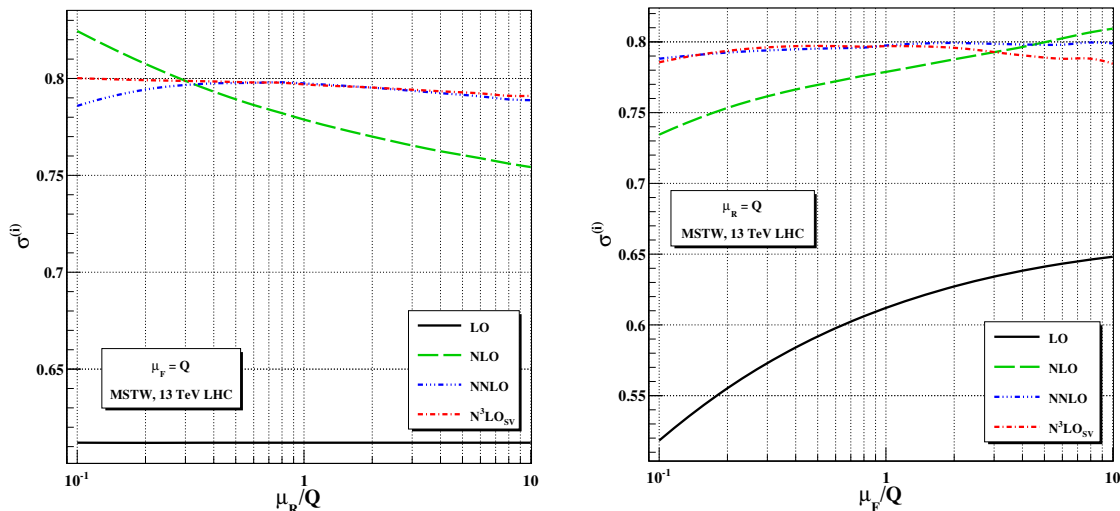 σ⁽ⁱ⁾
0.8
0.75
0.7
0.65
μ_F = Q
MSTW, 13 TeV LHC
LO
NLO
NNLO
N³LO_SV
10⁻¹
1
10
μ_R/Q
σ⁽ⁱ⁾
0.8
0.75
0.7
0.65
0.6
0.55
μ_R = Q
MSTW, 13 TeV LHC
LO
NLO
NNLO
N³LO_SV
10⁻¹
1
10
μ_F/Q